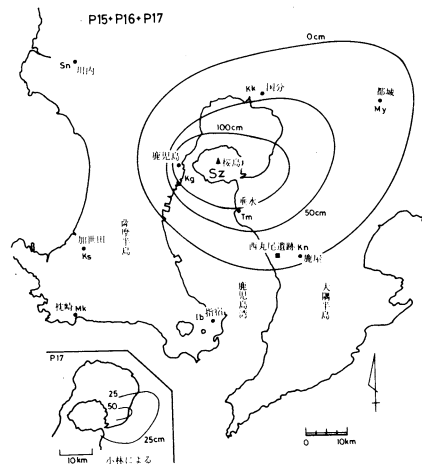 P15+P16+P17
0cm
Sn
川内
Kk
国分
都城
My
100cm
鹿児島
桜島
Sz
Kg
垂水
Tm
50cm
薩摩半島
加世田
Ks
西丸尾遺跡
Kn
鹿屋
枕崎
Mk
Ib
指宿
鹿児島湾
大隅半島
P17
25
50
25cm
10km
小林による
0
10km